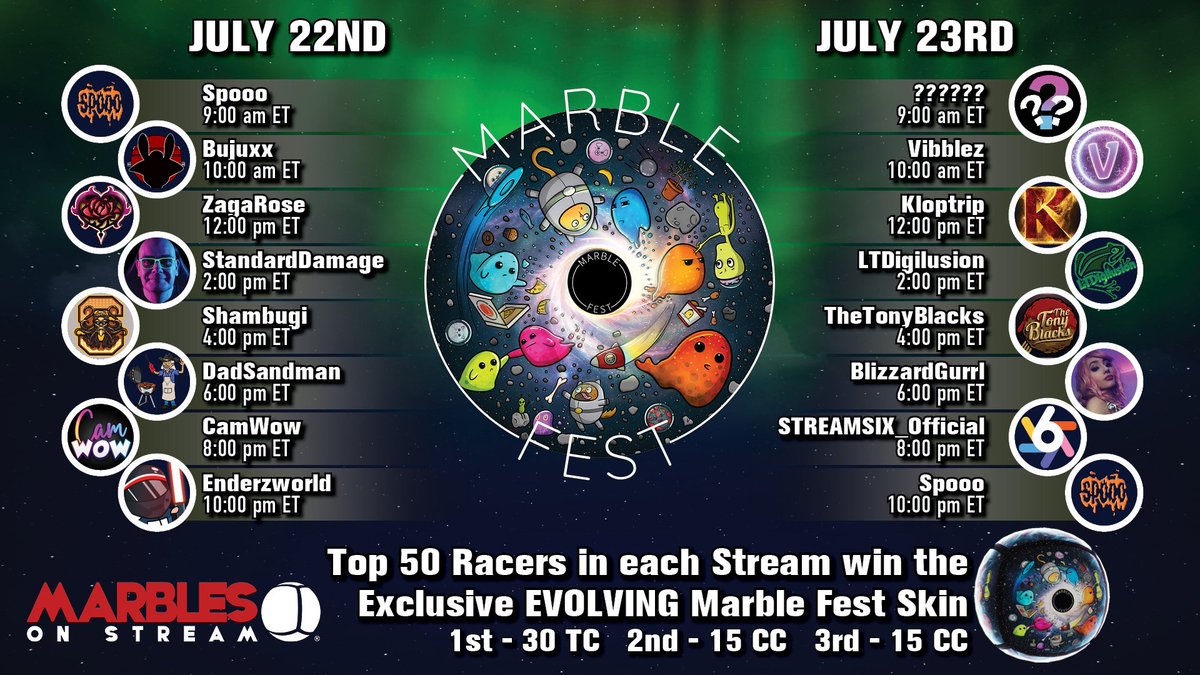 JULY 22ND
Spooo
9:00 am ET
Bujuxx
10:00 am ET
ZaqaRose
12:00 pm ET
StandardDamage
2:00 pm ET
Shambugi
4:00 pm ET
DadSandman
6:00 pm ET
CamWow
8:00 pm ET
Enderzworld
10:00 pm ET
SPOOO
Cam
WOW
MARBLE
FEST
MARBLE
FEST
JULY 23RD
??????
9:00 am ET
Vibblez
10:00 am ET
Kloptrip
12:00 pm ET
LTDigilusion
2:00 pm ET
TheTonyBlacks
4:00 pm ET
BlizzardGurrl
6:00 pm ET
STREAMSIX_Official
8:00 pm ET
Spooo
10:00 pm ET
???
V
K
LTDigilusion
The
Tony
Blacks
6
SPOOO
Top 50 Racers in each Stream win the
Exclusive EVOLVING Marble Fest Skin
1st - 30 TC 2nd - 15 CC 3rd - 15 CC
MARBLES
ON STREAM
®